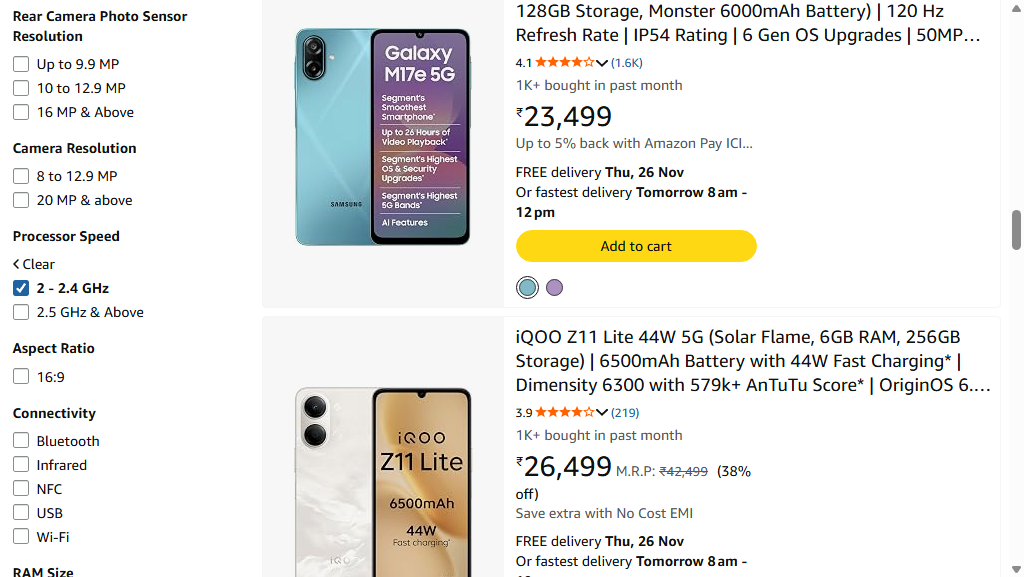 Rear Camera Photo Sensor
Resolution
Up to 9.9 MP
10 to 12.9 MP
16 MP & Above
Camera Resolution
8 to 12.9 MP
20 MP & above
Processor Speed
Clear
2 - 2.4 GHz
2.5 GHz & Above
Aspect Ratio
16:9
Connectivity
Bluetooth
Infrared
NFC
USB
Wi-Fi
RAM Size
Galaxy
M17e 5G
Segment's
Smoothest
Smartphone*
Up to 26 Hours of
Video Playback*
Segment's Highest
OS & Security
Upgrades*
Segment's Highest
5G Bands*
AI Features
SAMSUNG
128GB Storage, Monster 6000mAh Battery) | 120 Hz
Refresh Rate | IP54 Rating | 6 Gen OS Upgrades | 50MP…
4.1 (1.6K)
1K+ bought in past month
₹23,499
Up to 5% back with Amazon Pay ICI…
FREE delivery Thu, 26 Nov
Or fastest delivery Tomorrow 8 am -
12 pm
Add to cart
iQOO
Z11 Lite
6500mAh
44W
Fast charging*
iQOO
iQOO Z11 Lite 44W 5G (Solar Flame, 6GB RAM, 256GB
Storage) | 6500mAh Battery with 44W Fast Charging* |
Dimensity 6300 with 579k+ AnTuTu Score* | OriginOS 6.…
3.9 (219)
1K+ bought in past month
₹26,499 M.R.P: ₹42,499 (38%
off)
Save extra with No Cost EMI
FREE delivery Thu, 26 Nov
Or fastest delivery Tomorrow 8 am -